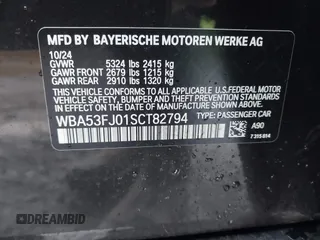 MFD BY BAYERISCHE MOTOREN WERKE AG
10/24
GVWR 5324 lbs 2415 kg
GAWR FRONT 2679 lbs 1215 kg
GAWR REAR 2910 lbs 1320 kg
THIS VEHICLE CONFORMS TO ALL APPLICABLE U.S. FEDERAL MOTOR
VEHICLE SAFETY, BUMPER, AND THEFT PREVENTION STANDARDS
IN EFFECT ON THE DATE OF MANUFACTURE SHOWN ABOVE.
WBA53FJ01SCT82794 TYPE: PASSENGER CAR
A90
7315814
DREAMBID